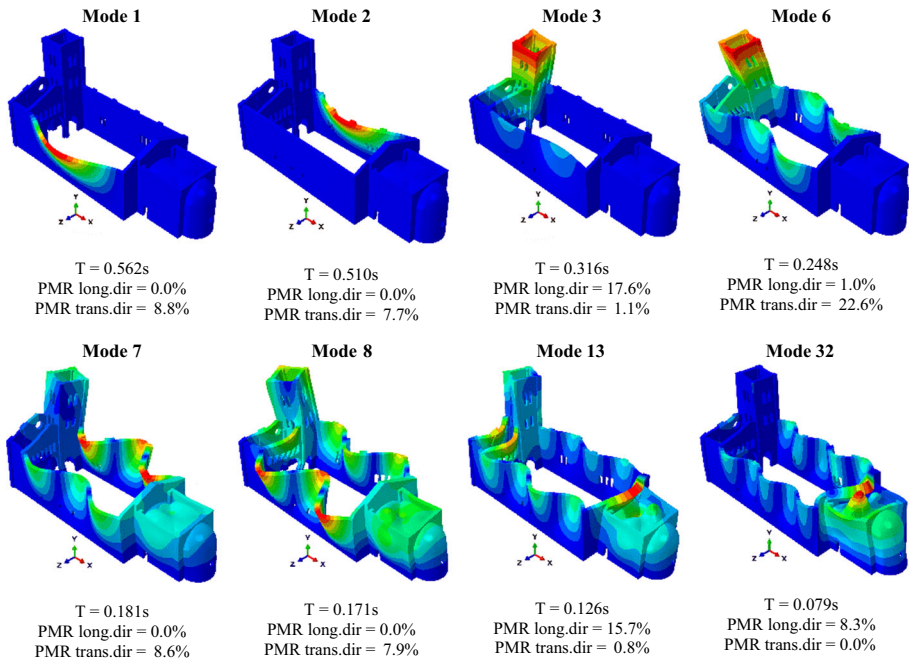 Mode 1
Mode 2
Mode 3
Mode 6
Y
Z
X
Y
Z
X
Y
Z
X
Y
Z
X
T = 0.562s
PMR long.dir = 0.0%
PMR trans.dir = 8.8%
T = 0.510s
PMR long.dir = 0.0%
PMR trans.dir = 7.7%
T = 0.316s
PMR long.dir = 17.6%
PMR trans.dir = 1.1%
T = 0.248s
PMR long.dir = 1.0%
PMR trans.dir = 22.6%
Mode 7
Mode 8
Mode 13
Mode 32
Y
Z
X
Y
Z
X
Y
Z
X
Y
Z
X
T = 0.181s
PMR long.dir = 0.0%
PMR trans.dir = 8.6%
T = 0.171s
PMR long.dir = 0.0%
PMR trans.dir = 7.9%
T = 0.126s
PMR long.dir = 15.7%
PMR trans.dir = 0.8%
T = 0.079s
PMR long.dir = 8.3%
PMR trans.dir = 0.0%